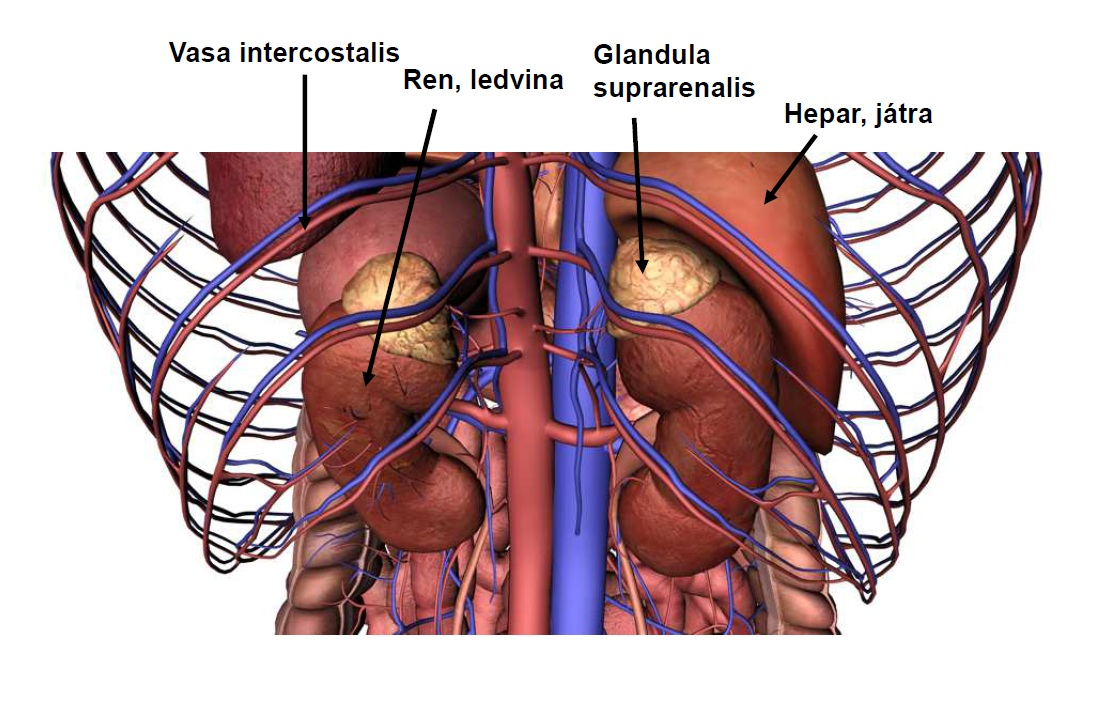 Vasa intercostalis
Ren, ledvina
Glandula
suprarenalis
Hepar, játra